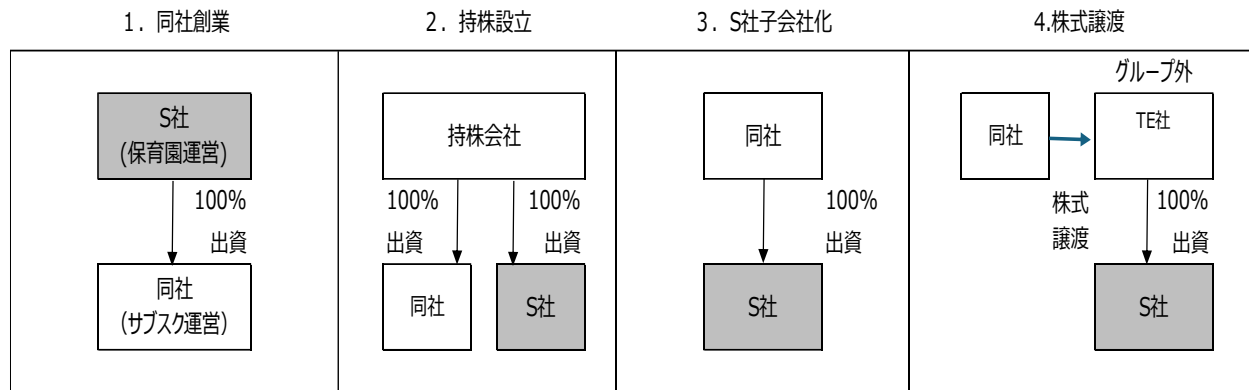 1. 同社創業
2. 持株設立
3. S社子会社化
4.株式譲渡
S社
(保育園運営)
100%
出資
同社
(サブスク運営)
持株会社
100%
出資
100%
出資
同社
S社
同社
100%
出資
S社
グループ外
同社
TE社
株式
譲渡
100%
出資
S社